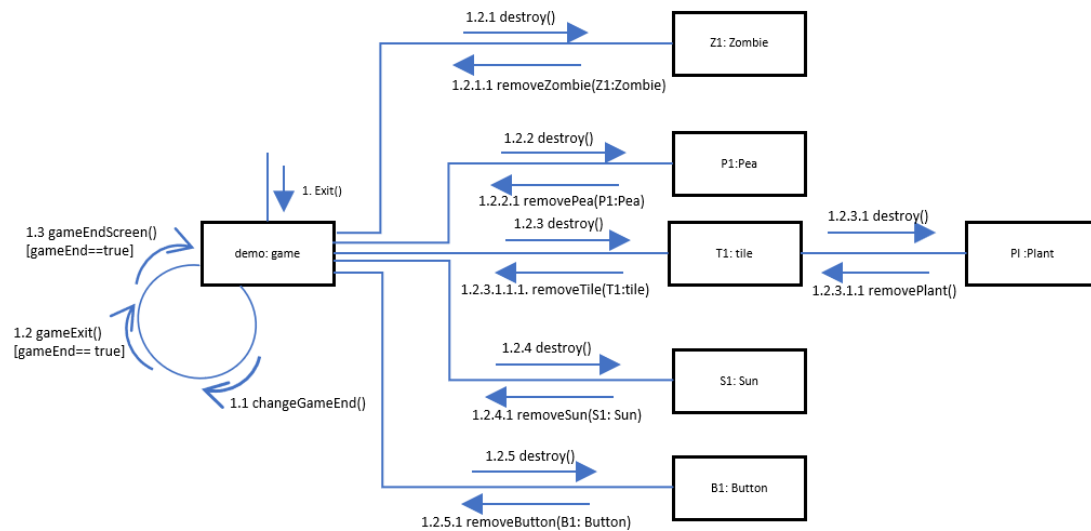 1.2.1 destroy()
Z1: Zombie
1.2.1.1 removeZombie(Z1:Zombie)
1.2.2 destroy()
P1:Pea
1. Exit()
1.2.2.1 removePea(P1:Pea)
1.3 gameEndScreen()
[gameEnd==true]
1.2.3 destroy()
1.2.3.1 destroy()
demo: game
T1: tile
Pl :Plant
1.2.3.1.1.1. removeTile(T1:tile)
1.2.3.1.1 removePlant()
1.2 gameExit()
[gameEnd== true]
1.2.4 destroy()
S1: Sun
1.1 changeGameEnd()
1.2.4.1 removeSun(S1: Sun)
1.2.5 destroy()
B1: Button
1.2.5.1 removeButton(B1: Button)